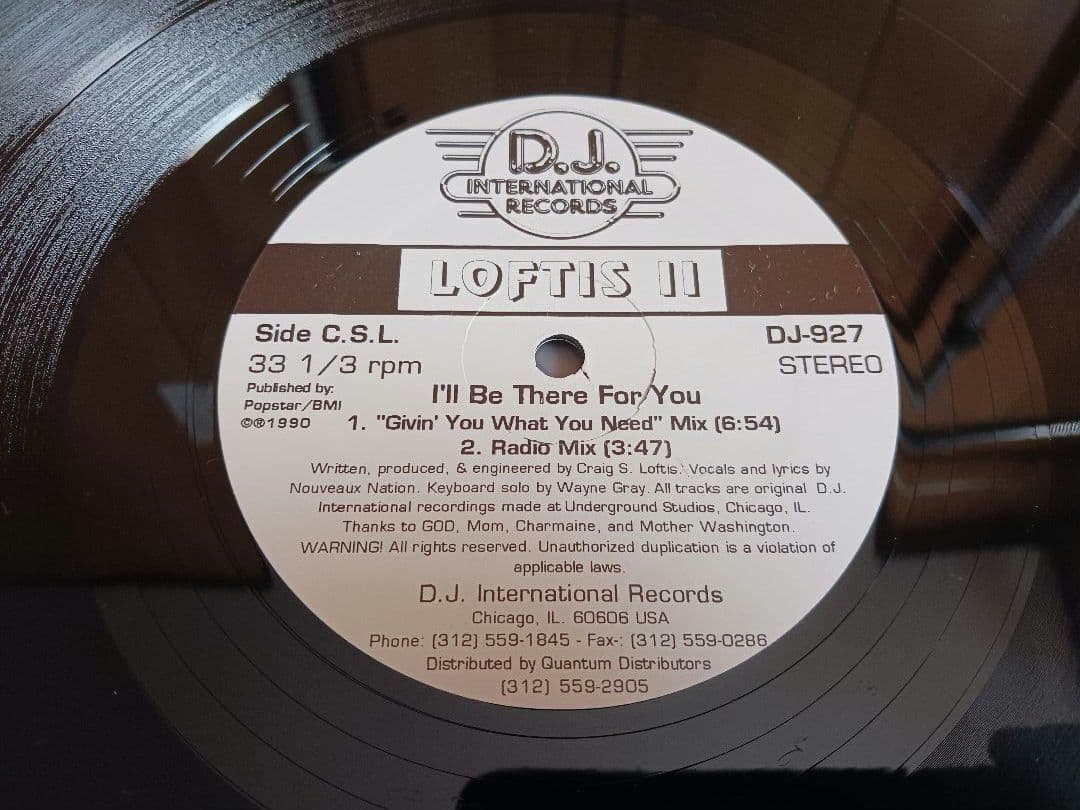 D.J.
INTERNATIONAL
RECORDS
LOFTIS II
Side C.S.L.
DJ-927
33 1/3 rpm
STEREO
Published by:
Popstar/BMI
©℗1990
I'll Be There For You
1. "Givin' You What You Need" Mix (6:54)
2. Radio Mix (3:47)
Written, produced, & engineered by Craig S. Loftis. Vocals and lyrics by
Nouveaux Nation. Keyboard solo by Wayne Gray. All tracks are original D.J.
International recordings made at Underground Studios, Chicago, IL.
Thanks to GOD, Mom, Charmaine, and Mother Washington.
WARNING! All rights reserved. Unauthorized duplication is a violation of
applicable laws.
D.J. International Records
Chicago, IL. 60606 USA
Phone: (312) 559-1845 - Fax-: (312) 559-0286
Distributed by Quantum Distributors
(312) 559-2905